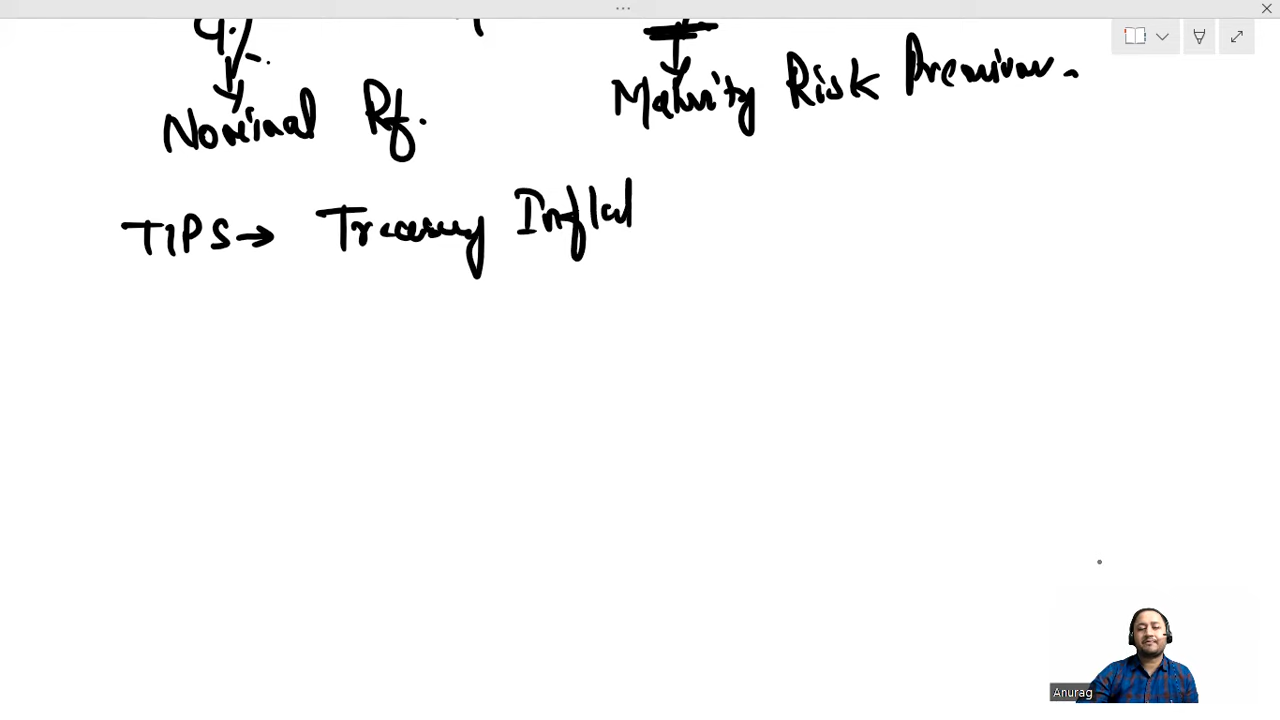 4%
Nominal Rf.
Maturity Risk Premium.
TIPS → Treasury Inflat
Anurag